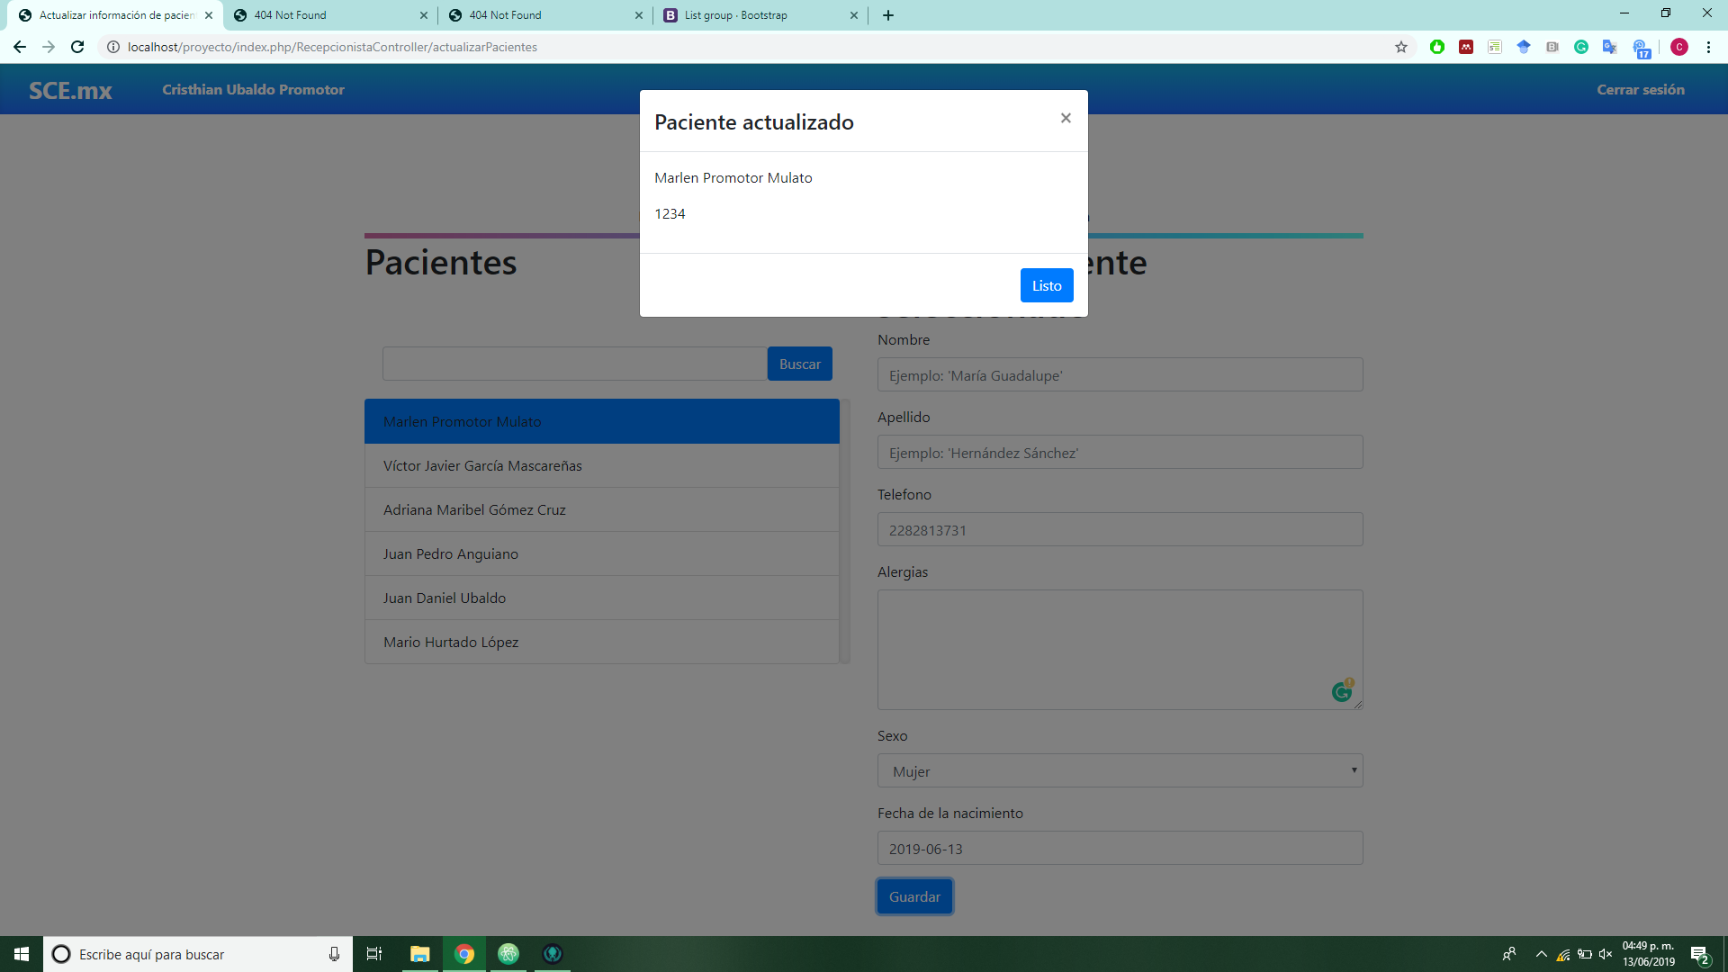 Actualizar información de pacien
404 Not Found
404 Not Found
B List group · Bootstrap
localhost/proyecto/index.php/RecepcionistaController/actualizarPacientes
17
C
SCE.mx
Cristhian Ubaldo Promotor
Cerrar sesión
Paciente actualizado
×
Marlen Promotor Mulato
1234
Listo
Pacientes
ente
Buscar
Marlen Promotor Mulato
Víctor Javier García Mascareñas
Adriana Maribel Gómez Cruz
Juan Pedro Anguiano
Juan Daniel Ubaldo
Mario Hurtado López
Nombre
Ejemplo: 'María Guadalupe'
Apellido
Ejemplo: 'Hernández Sánchez'
Telefono
2282813731
Alergias
Sexo
Mujer
Fecha de la nacimiento
2019-06-13
Guardar
Escribe aquí para buscar
04:49 p. m.
13/06/2019
2